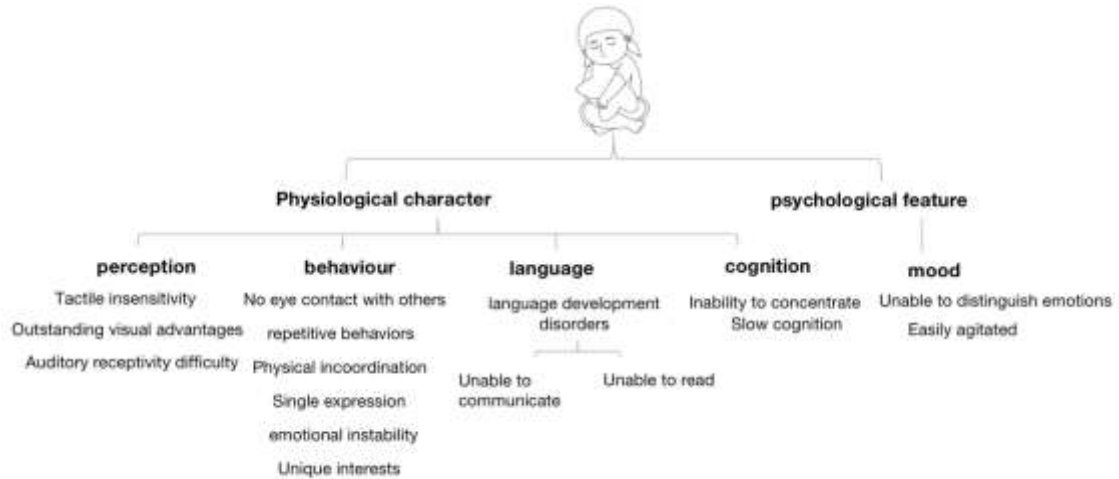 Physiological character
psychological feature
perception
Tactile insensitivity
Outstanding visual advantages
Auditory receptivity difficulty
behaviour
No eye contact with others
repetitive behaviors
Physical incoordination
Single expression
emotional instability
Unique interests
language
language development
disorders
Unable to
communicate
Unable to read
cognition
Inability to concentrate
Slow cognition
mood
Unable to distinguish emotions
Easily agitated